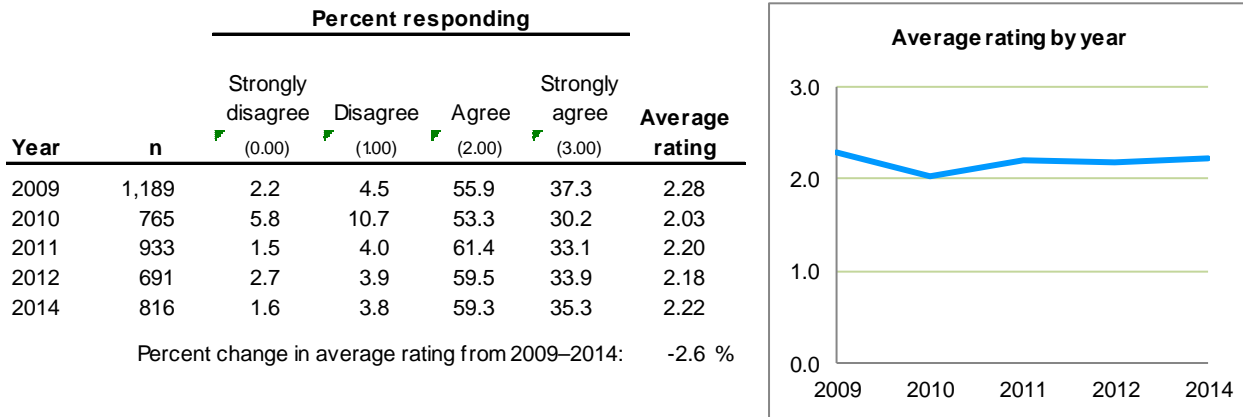 Percent responding
Strongly disagree (0.00)
Disagree (1.00)
Agree (2.00)
Strongly agree (3.00)
Year n Average rating
2009 1,189 2.2 4.5 55.9 37.3 2.28
2010 765 5.8 10.7 53.3 30.2 2.03
2011 933 1.5 4.0 61.4 33.1 2.20
2012 691 2.7 3.9 59.5 33.9 2.18
2014 816 1.6 3.8 59.3 35.3 2.22
Percent change in average rating from 2009–2014: -2.6 %
Average rating by year
3.0
2.0
1.0
0.0
2009 2010 2011 2012 2014